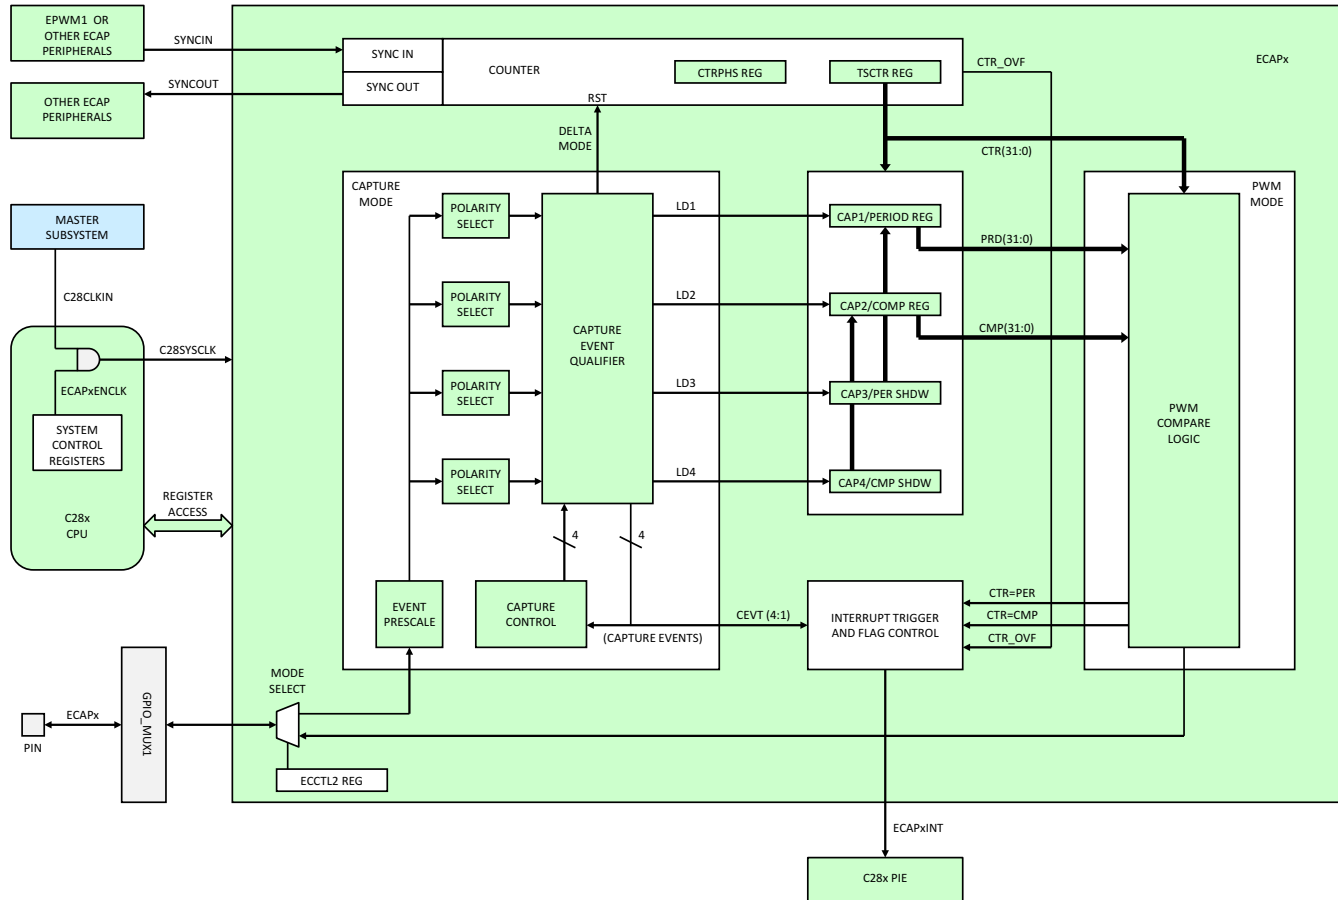 EPWM1 OR
OTHER ECAP
PERIPHERALS
SYNCIN
SYNC IN
COUNTER
CTRPHS REG
TSCTR REG
CTR_OVF
ECAPx
OTHER ECAP
PERIPHERALS
SYNCOUT
SYNC OUT
RST
DELTA
MODE
CTR(31:0)
MASTER
SUBSYSTEM
C28CLKIN
C28SYSCLK
ECAPxENCLK
SYSTEM
CONTROL
REGISTERS
C28x
CPU
REGISTER
ACCESS
CAPTURE
MODE
POLARITY
SELECT
POLARITY
SELECT
POLARITY
SELECT
POLARITY
SELECT
CAPTURE
EVENT
QUALIFIER
LD1
LD2
LD3
LD4
CAP1/PERIOD REG
CAP2/COMP REG
CAP3/PER SHDW
CAP4/CMP SHDW
PRD(31:0)
CMP(31:0)
PWM
MODE
PWM
COMPARE
LOGIC
4
4
EVENT
PRESCALE
CAPTURE
CONTROL
(CAPTURE EVENTS)
CEVT (4:1)
INTERRUPT TRIGGER
AND FLAG CONTROL
CTR=PER
CTR=CMP
CTR_OVF
MODE
SELECT
ECAPx
PIN
GPIO_MUX1
ECCTL2 REG
ECAPxINT
C28x PIE